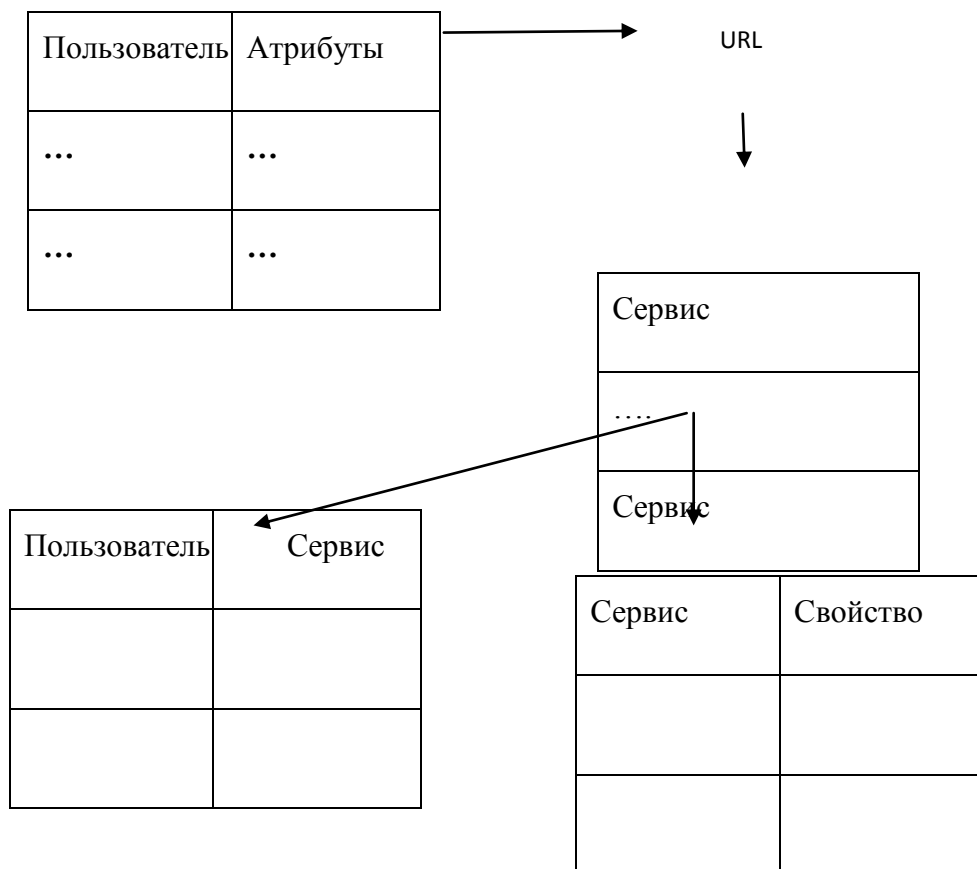 Пользователь Атрибуты
... ...
... ...
URL
Сервис
....
Сервис
Пользователь Сервис
Сервис Свойство